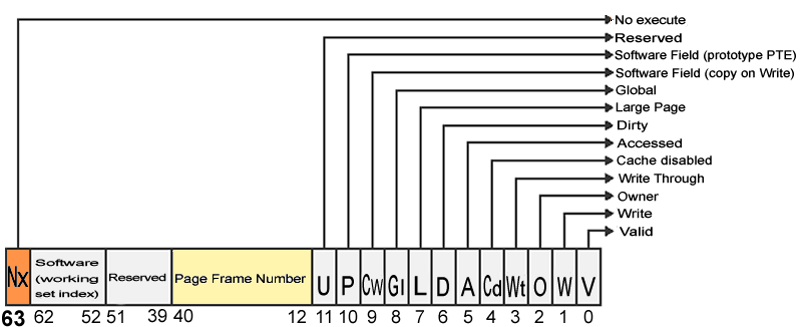 No execute
Reserved
Software Field (prototype PTE)
Software Field (copy on Write)
Global
Large Page
Dirty
Accessed
Cache disabled
Write Through
Owner
Write
Valid
Nx
Software
(working
set index)
Reserved
Page Frame Number
U P Cw Gl L D A Cd Wt O W V
63 62 52 51 39 40 12 11 10 9 8 7 6 5 4 3 2 1 0